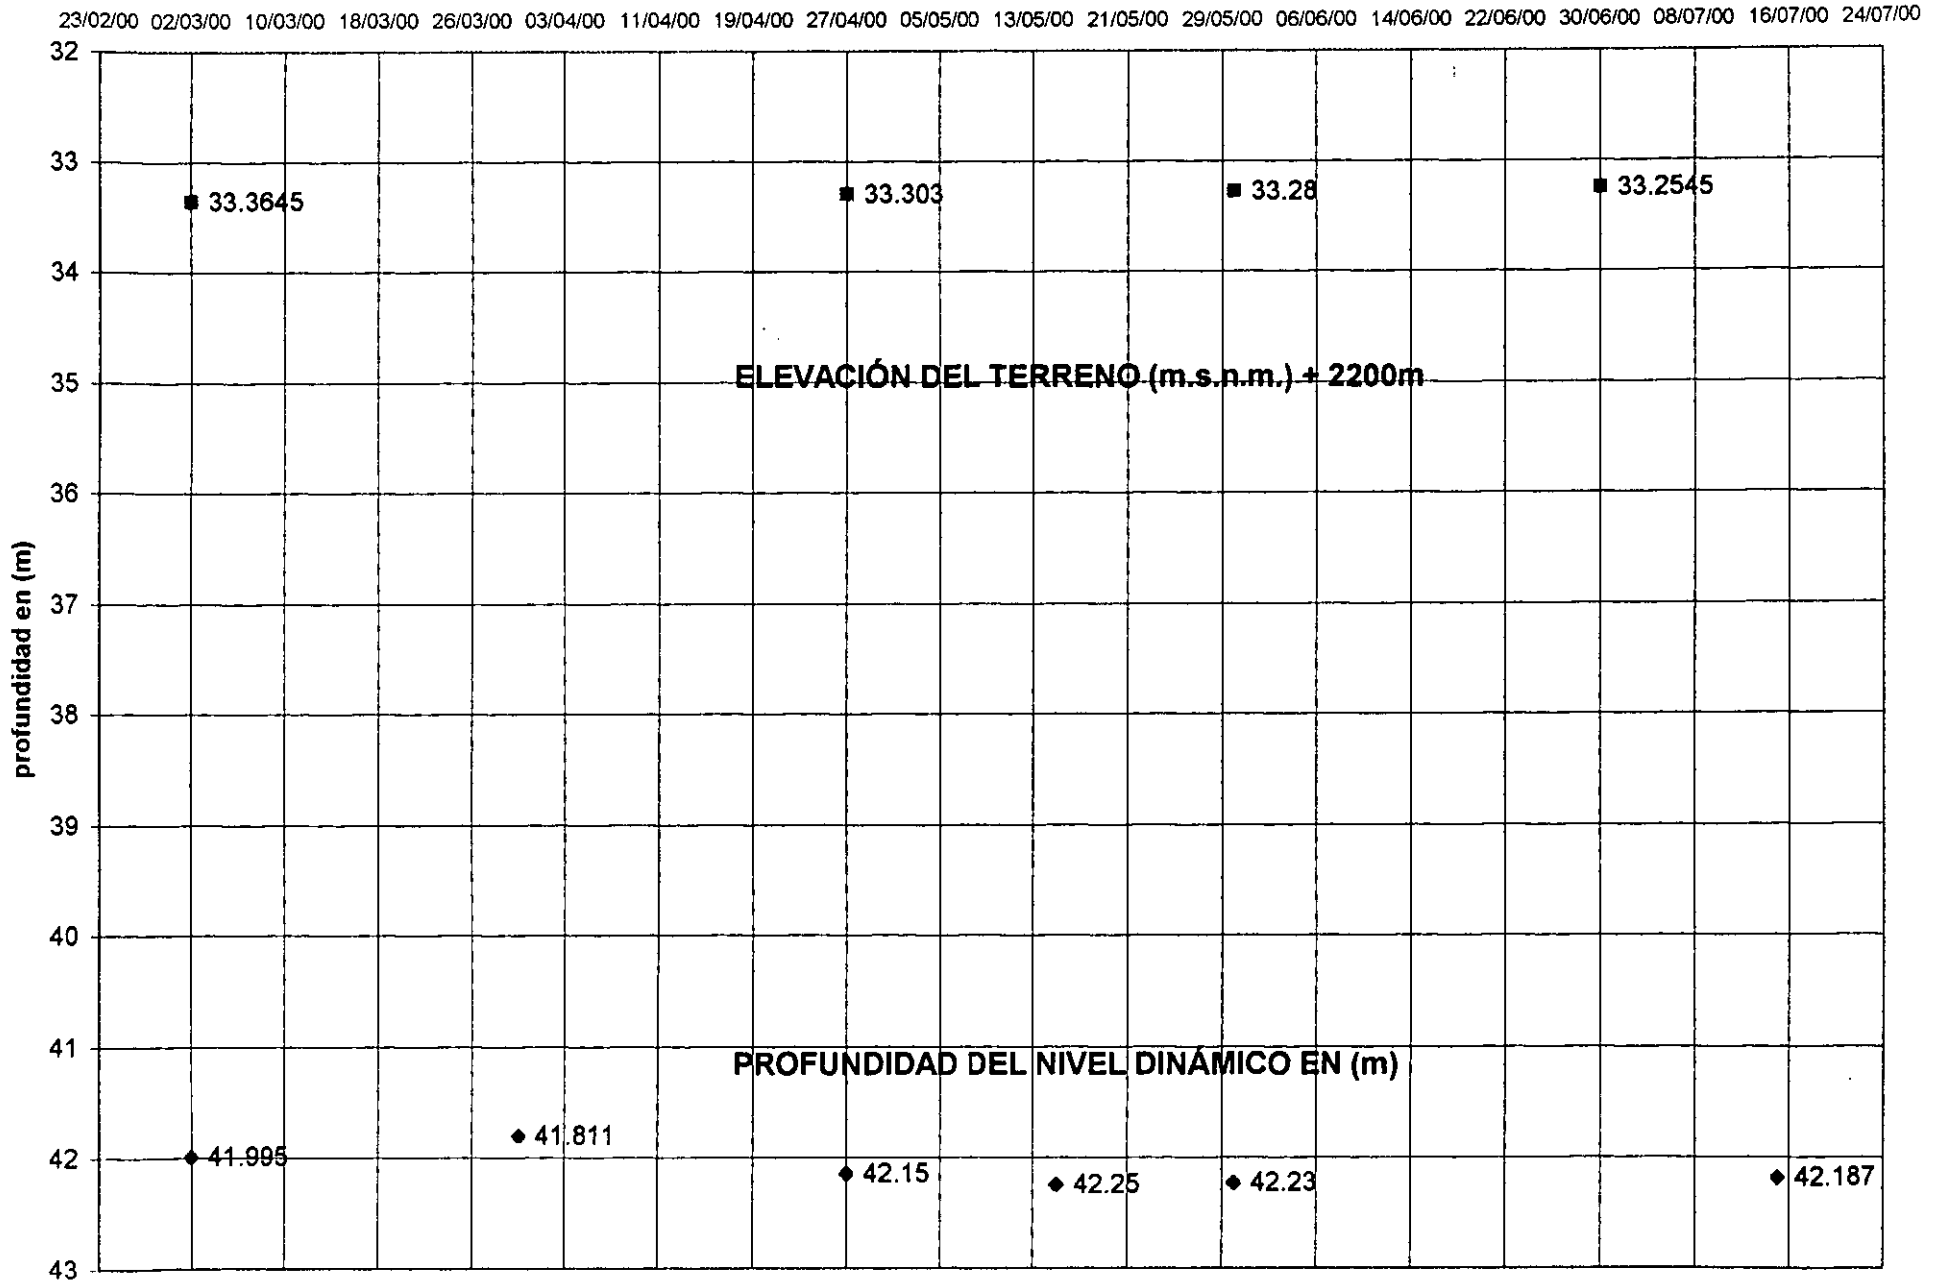 23/02/00 02/03/00 10/03/00 18/03/00 26/03/00 03/04/00 11/04/00 19/04/00 27/04/00 05/05/00 13/05/00 21/05/00 29/05/00 06/06/00 14/06/00 22/06/00 30/06/00 08/07/00 16/07/00 24/07/00
32
33
33.3645 33.303 33.28 33.2545
34
ELEVACIÓN DEL TERRENO (m.s.n.m.) + 2200m
35
36
profundidad en (m)
37
38
39
40
41
PROFUNDIDAD DEL NIVEL DINÁMICO EN (m)
41.811
42
41.995 42.15 42.25 42.23 42.187
43